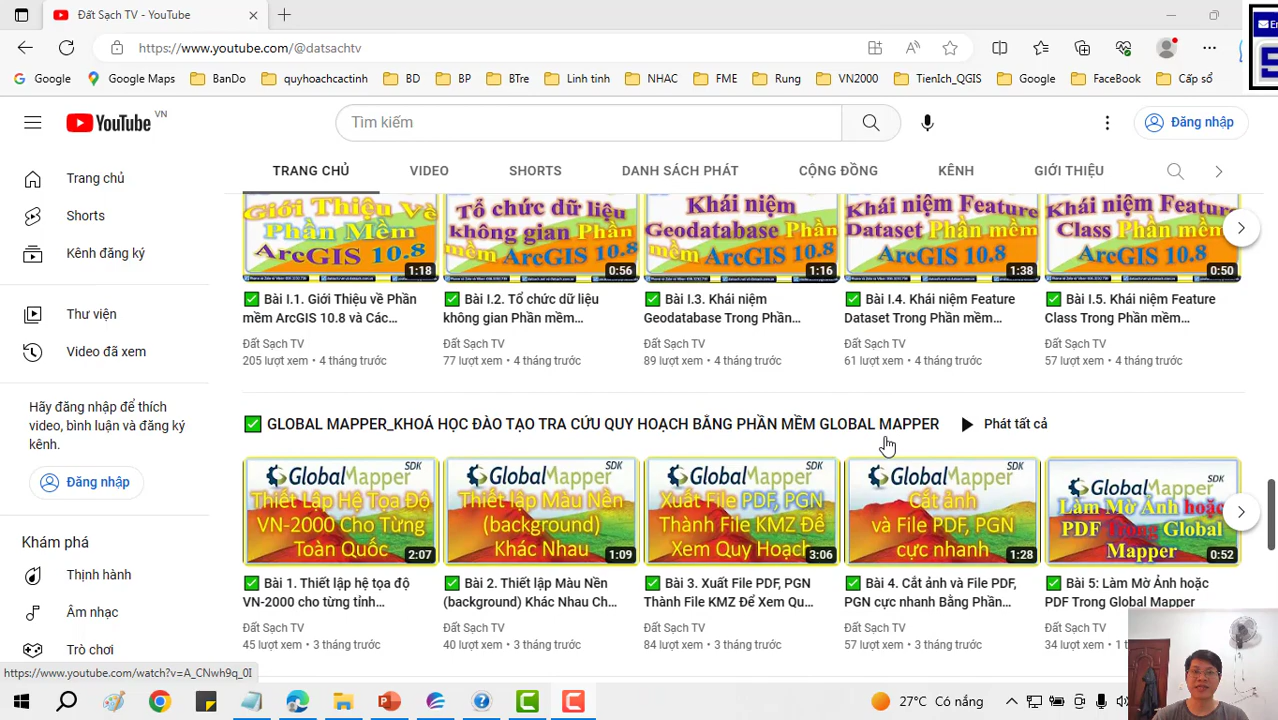 Đất Sạch TV - YouTube
https://www.youtube.com/@datsachtv
Google
Google Maps
BanDo
quyhoachcactinh
BD
BP
BTre
Linh tinh
NHAC
FME
Rung
VN2000
TienIch_QGIS
Google
FaceBook
Cấp sổ
YouTube VN
Tìm kiếm
Đăng nhập
TRANG CHỦ
VIDEO
SHORTS
DANH SÁCH PHÁT
CỘNG ĐỒNG
KÊNH
GIỚI THIỆU
Trang chủ
Shorts
Kênh đăng ký
Thư viện
Video đã xem
Hãy đăng nhập để thích
video, bình luận và đăng ký
kênh.
Đăng nhập
Khám phá
Thịnh hành
Âm nhạc
Trò chơi
Giới Thiệu Về
Phần Mềm
ArcGIS 10.8
1:18
Tổ chức dữ liệu
không gian Phần
mềm ArcGIS 10.8
0:56
Khái niệm
Geodatabase Trong Phần
mềm ArcGIS 10.8
1:16
Khái niệm Feature
Dataset Phần mềm
ArcGIS 10.8
1:38
Khái niệm Feature
Class Phần mềm
ArcGIS 10.8
0:50
Bài I.1. Giới Thiệu về Phần
mềm ArcGIS 10.8 và Các...
Đất Sạch TV
205 lượt xem • 4 tháng trước
Bài I.2. Tổ chức dữ liệu
không gian Phần mềm...
Đất Sạch TV
77 lượt xem • 4 tháng trước
Bài I.3. Khái niệm
Geodatabase Trong Phần...
Đất Sạch TV
89 lượt xem • 4 tháng trước
Bài I.4. Khái niệm Feature
Dataset Trong Phần mềm...
Đất Sạch TV
61 lượt xem • 4 tháng trước
Bài I.5. Khái niệm Feature
Class Trong Phần mềm...
Đất Sạch TV
57 lượt xem • 4 tháng trước
GLOBAL MAPPER_KHOÁ HỌC ĐÀO TẠO TRA CỨU QUY HOẠCH BẰNG PHẦN MỀM GLOBAL MAPPER
Phát tất cả
GlobalMapper SDK
Thiết Lập Hệ Tọa Độ
VN-2000 Cho Từng
Toàn Quốc
2:07
GlobalMapper SDK
Thiết lập Màu Nền
(background)
Khác Nhau
1:09
GlobalMapper SDK
Xuất File PDF, PGN
Thành File KMZ Để
Xem Quy Hoạch
3:06
GlobalMapper SDK
Cắt ảnh
và File PDF, PGN
cực nhanh
1:28
GlobalMapper SDK
Làm Mờ Ảnh hoặc
PDF Trong Global
Mapper
0:52
Bài 1. Thiết lập hệ tọa độ
VN-2000 cho từng tỉnh...
Đất Sạch TV
45 lượt xem • 3 tháng trước
Bài 2. Thiết lập Màu Nền
(background) Khác Nhau Ch...
Đất Sạch TV
40 lượt xem • 3 tháng trước
Bài 3. Xuất File PDF, PGN
Thành File KMZ Để Xem Qu...
Đất Sạch TV
84 lượt xem • 3 tháng trước
Bài 4. Cắt ảnh và File PDF,
PGN cực nhanh Bằng Phần...
Đất Sạch TV
57 lượt xem • 3 tháng trước
Bài 5: Làm Mờ Ảnh hoặc
PDF Trong Global Mapper
Đất Sạch TV
34 lượt xem • 1
https://www.youtube.com/watch?v=A_CNwh9q_0I
27°C Có nắng